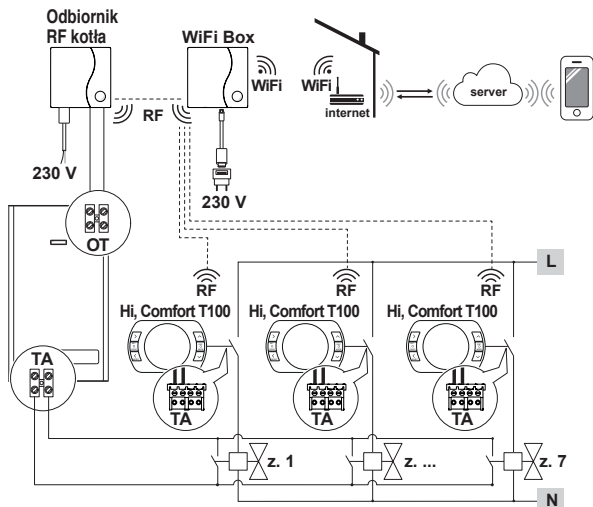 Odbiornik
RF kotła
WiFi Box
WiFi
WiFi
internet
server
RF
230 V
230 V
OT
L
RF
RF
RF
Hi, Comfort T100
Hi, Comfort T100
Hi, Comfort T100
TA
TA
TA
TA
z. 1
z. ...
z. 7
N